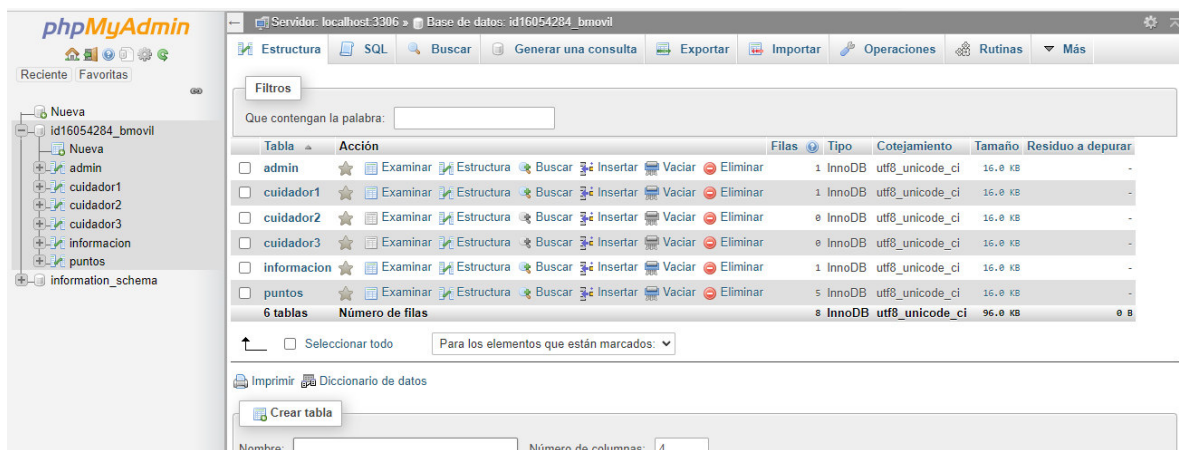 phpMyAdmin
Reciente Favoritas
Nueva
id16054284_bmovil
Nueva
admin
cuidador1
cuidador2
cuidador3
informacion
puntos
information_schema
Servidor: localhost:3306 » Base de datos: id16054284_bmovil
Estructura SQL Buscar Generar una consulta Exportar Importar Operaciones Rutinas Más
Filtros
Que contengan la palabra:
Tabla Acción Filas Tipo Cotejamiento Tamaño Residuo a depurar
admin Examinar Estructura Buscar Insertar Vaciar Eliminar 1 InnoDB utf8_unicode_ci 16.0 KB -
cuidador1 Examinar Estructura Buscar Insertar Vaciar Eliminar 1 InnoDB utf8_unicode_ci 16.0 KB -
cuidador2 Examinar Estructura Buscar Insertar Vaciar Eliminar 0 InnoDB utf8_unicode_ci 16.0 KB -
cuidador3 Examinar Estructura Buscar Insertar Vaciar Eliminar 0 InnoDB utf8_unicode_ci 16.0 KB -
informacion Examinar Estructura Buscar Insertar Vaciar Eliminar 1 InnoDB utf8_unicode_ci 16.0 KB -
puntos Examinar Estructura Buscar Insertar Vaciar Eliminar 5 InnoDB utf8_unicode_ci 16.0 KB -
6 tablas Número de filas 8 InnoDB utf8_unicode_ci 96.0 KB 0 B
Seleccionar todo Para los elementos que están marcados:
Imprimir Diccionario de datos
Crear tabla
Nombre: Número de columnas: 4